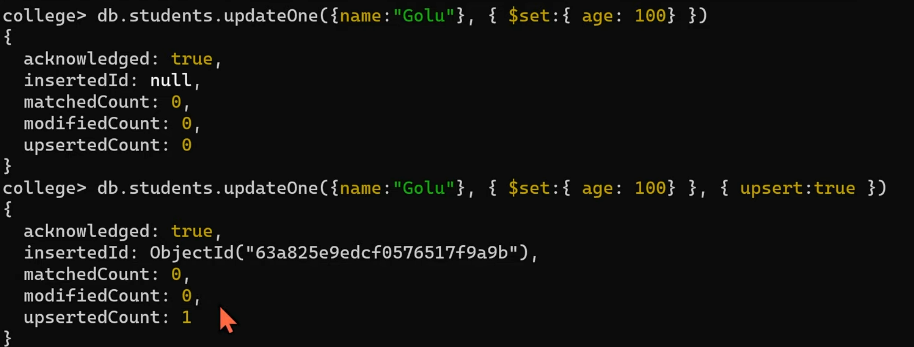 college> db.students.updateOne({name:"Golu"}, { $set:{ age: 100} })
{
  acknowledged: true,
  insertedId: null,
  matchedCount: 0,
  modifiedCount: 0,
  upsertedCount: 0
}
college> db.students.updateOne({name:"Golu"}, { $set:{ age: 100} }, { upsert:true })
{
  acknowledged: true,
  insertedId: ObjectId("63a825e9edcf0576517f9a9b"),
  matchedCount: 0,
  modifiedCount: 0,
  upsertedCount: 1
}